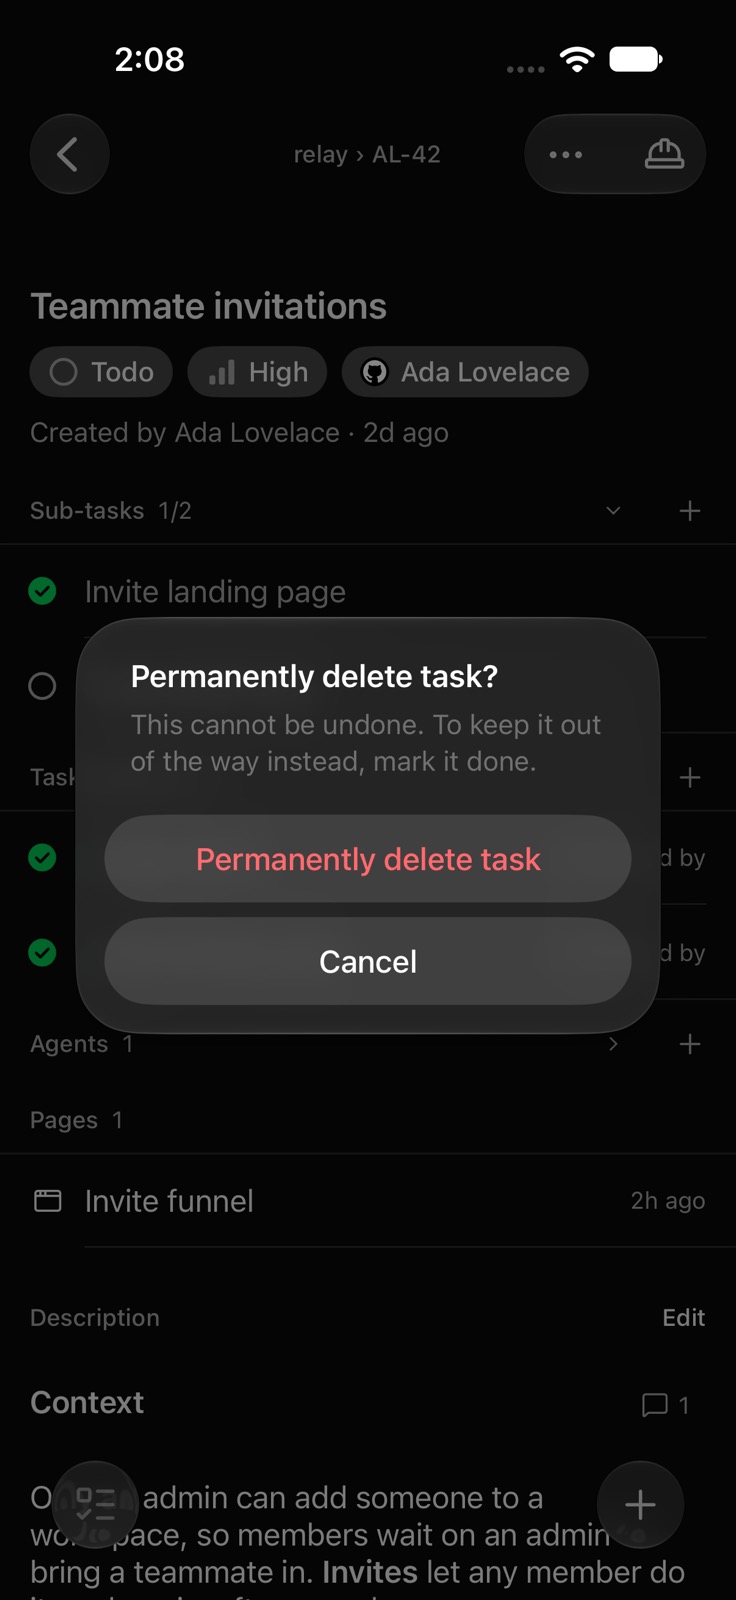 2:08
relay › AL-42
Teammate invitations
Todo
High
Ada Lovelace
Created by Ada Lovelace · 2d ago
Sub-tasks 1/2
Invite landing page
Permanently delete task?
This cannot be undone. To keep it out
of the way instead, mark it done.
Permanently delete task
Cancel
by
by
Agents 1
Pages 1
Invite funnel
2h ago
Description
Edit
Context
1
admin can add someone to a
so members wait on an admin
bring a teammate in. Invites let any member do